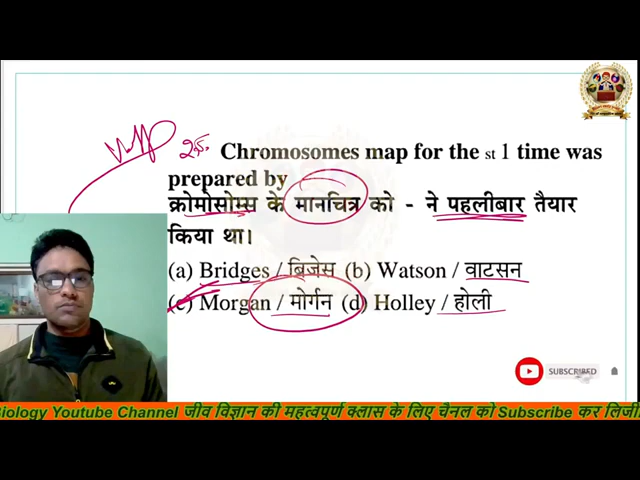 25. Chromosomes map for the st 1 time was
prepared by
क्रोमोसोम्स के मानचित्र को - ने पहलीबार तैयार
किया था।
(a) Bridges / ब्रिजेस (b) Watson / वाटसन
(c) Morgan / मोर्गन (d) Holley / होली
SUBSCRIBED
Biology Youtube Channel जीव विज्ञान की महत्वपूर्ण क्लास के लिए चैनल को Subscribe कर लिजी